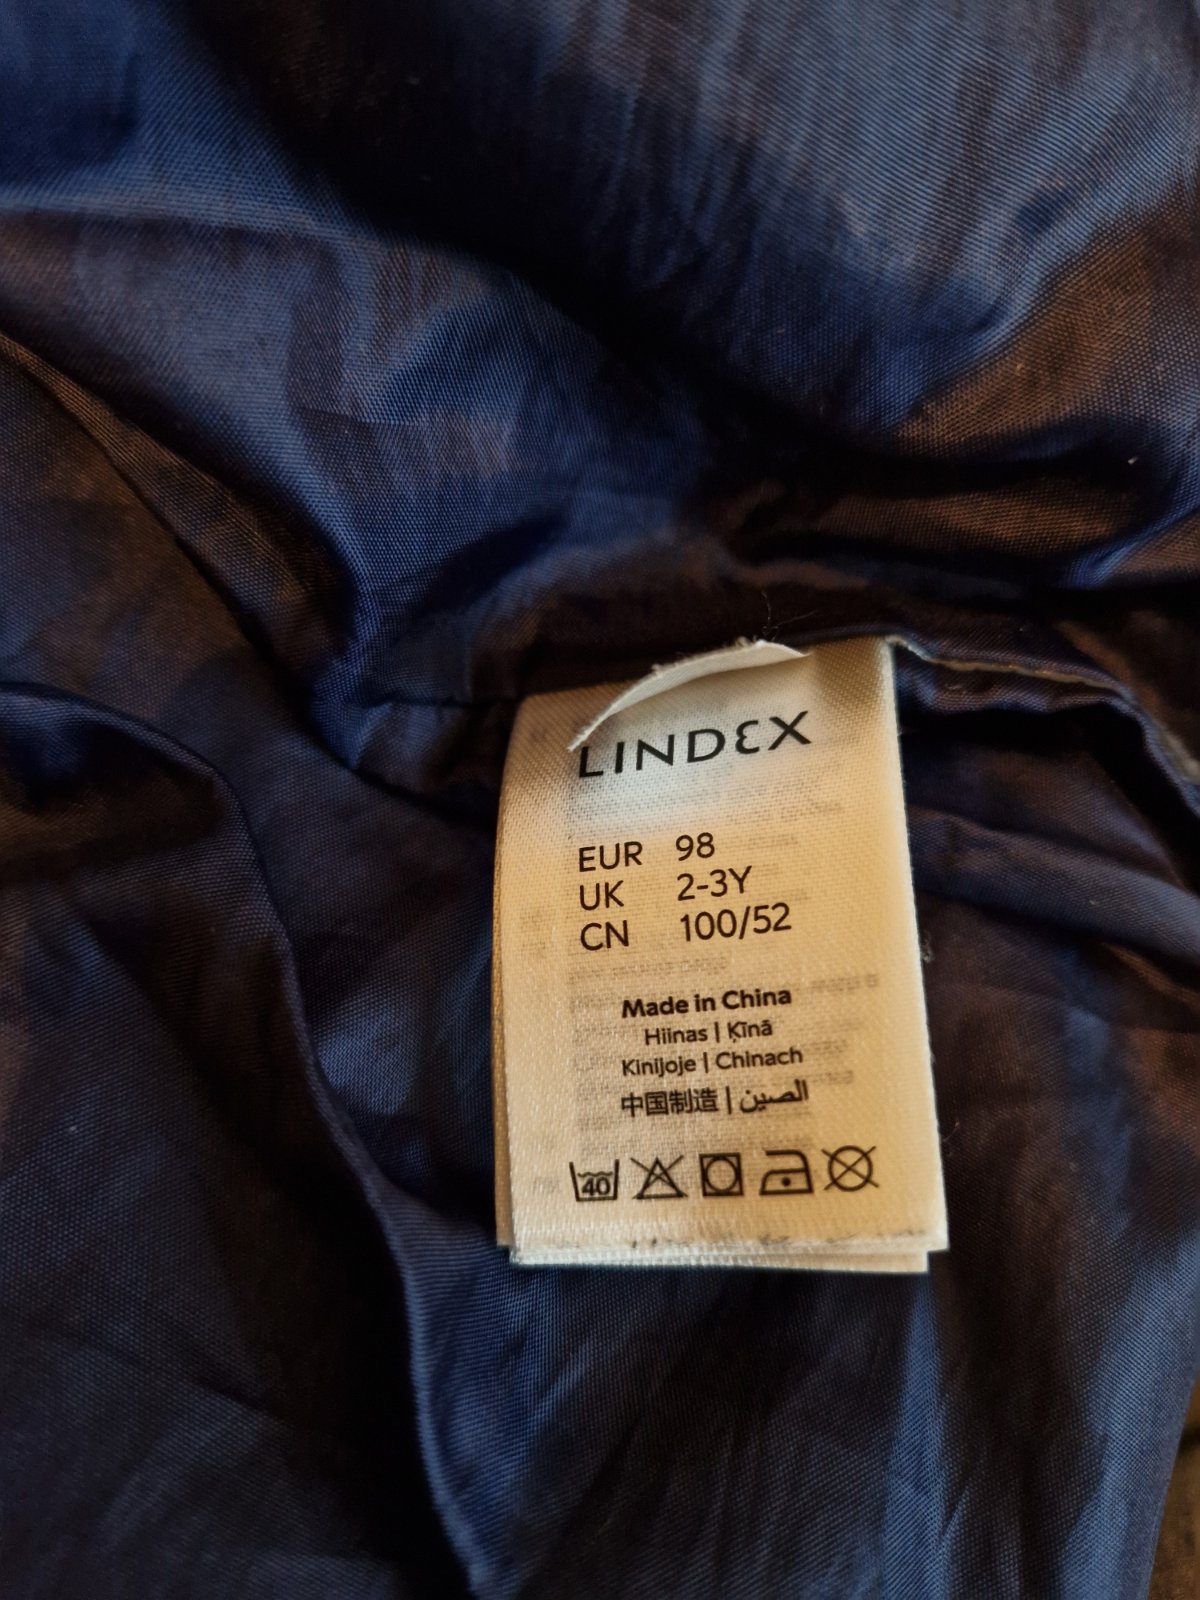 LINDEX
EUR 98
UK 2-3Y
CN 100/52
Made in China
Hiinas | Ķīnā
Kinijoje | Chinach
中国制造 | الصين
40